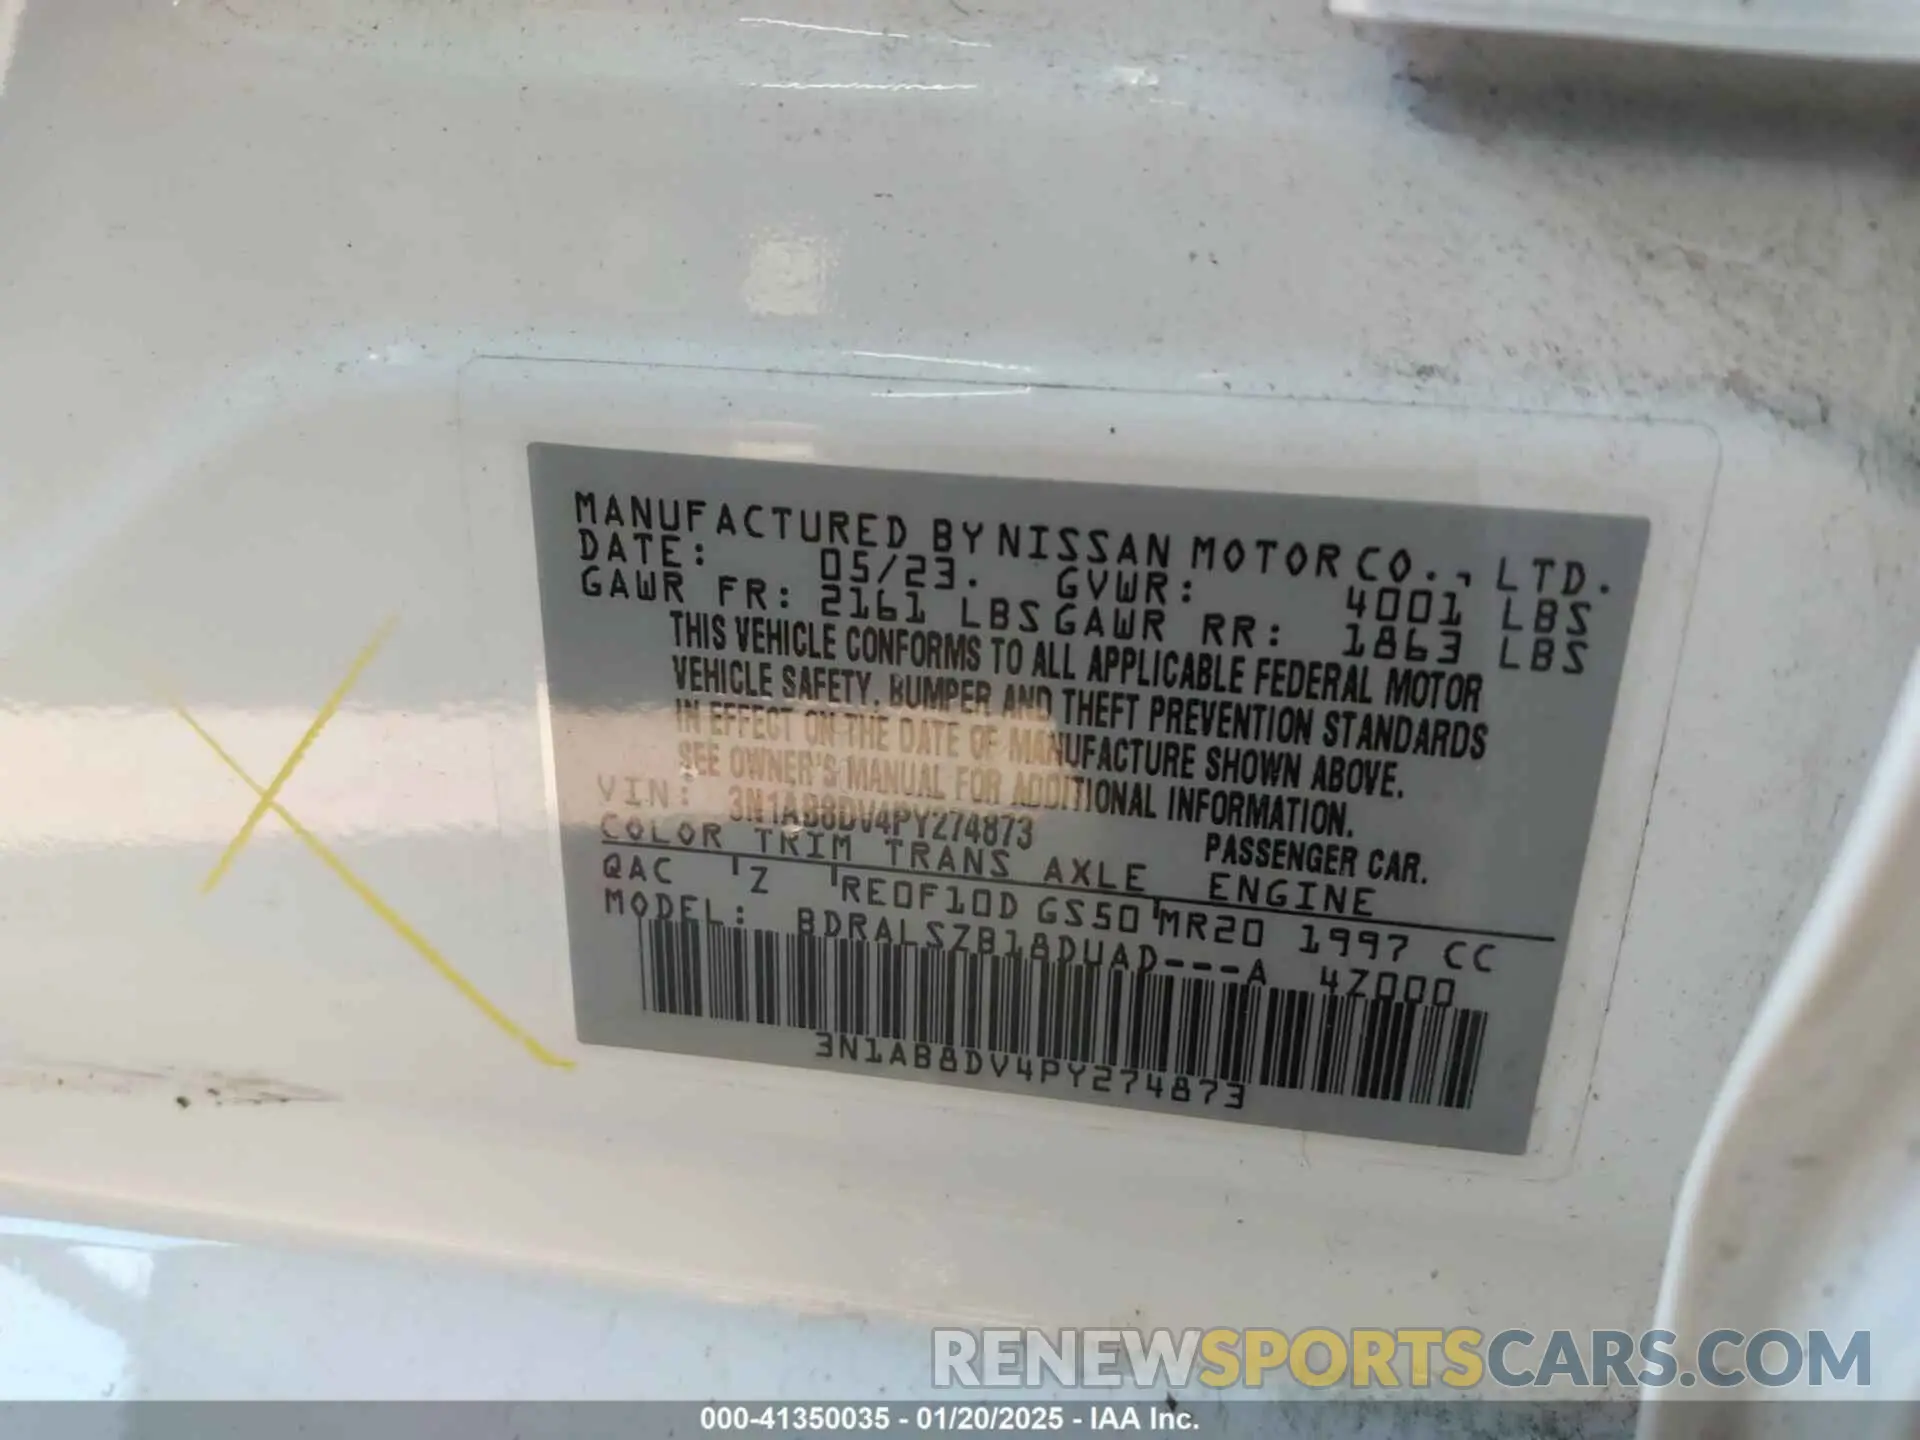 MANUFACTURED BY NISSAN MOTOR CO., LTD.
DATE: 05/23. GVWR: 4001 LBS
GAWR FR: 2161 LBS GAWR RR: 1863 LBS
THIS VEHICLE CONFORMS TO ALL APPLICABLE FEDERAL MOTOR
VEHICLE SAFETY, BUMPER AND THEFT PREVENTION STANDARDS
IN EFFECT ON THE DATE OF MANUFACTURE SHOWN ABOVE.
SEE OWNER'S MANUAL FOR ADDITIONAL INFORMATION.
VIN: 3N1AB8DV4PY274873 PASSENGER CAR.
COLOR TRIM TRANS AXLE ENGINE
QAC Z RE0F10D GS50 MR20 1997 CC
MODEL: BDRALSZB18DUAD---A 4Z000
3N1AB8DV4PY274873
RENEWSPORTSCARS.COM
000-41350035 - 01/20/2025 - IAA Inc.